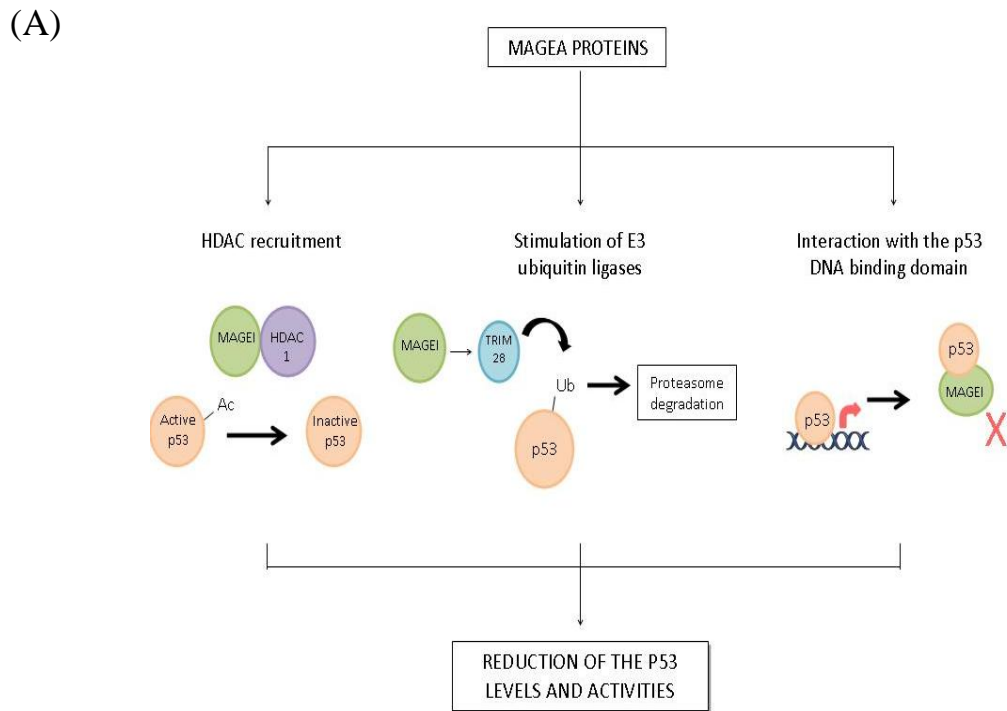 (A)
MAGEA PROTEINS
HDAC recruitment
Stimulation of E3
ubiquitin ligases
Interaction with the p53
DNA binding domain
MAGEI
HDAC
1
Ac
Active
p53
Inactive
p53
MAGEI
TRIM
28
Ub
p53
Proteasome
degradation
p53
p53
MAGEI
X
REDUCTION OF THE P53
LEVELS AND ACTIVITIES